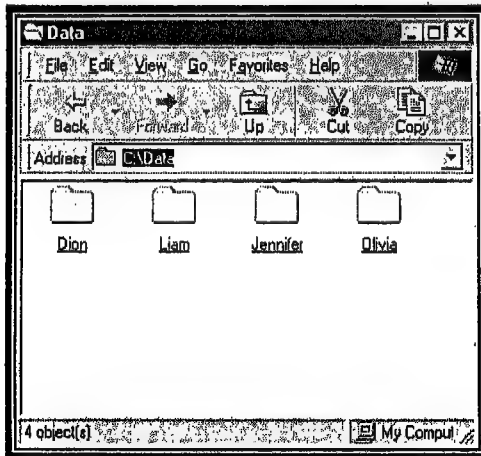 Data
File Edit View Go Favorites Help
Back Forward Up Cut Copy
Address C:\Data
Dion Liam Jennifer Olivia
4 object(s) My Comput